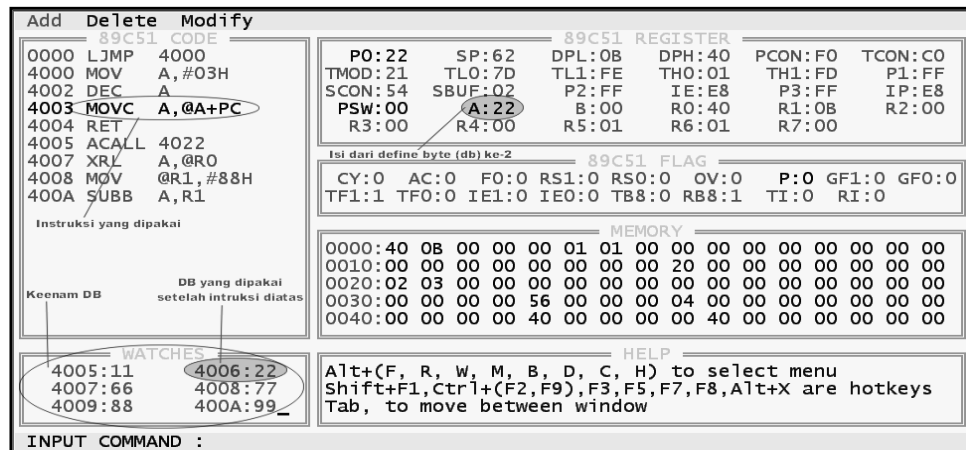 Add Delete Modify
89C51 CODE
0000 LJMP 4000
4000 MOV A,#03H
4002 DEC A
4003 MOVC A,@A+PC
4004 RET
4005 ACALL 4022
4007 XRL A,@R0
4008 MOV @R1,#88H
400A SUBB A,R1
Instruksi yang dipakai
Keenam DB
DB yang dipakai
setelah intruksi diatas
89C51 REGISTER
P0:22 SP:62 DPL:0B DPH:40 PCON:F0 TCON:C0
TMOD:21 TL0:7D TL1:FE TH0:01 TH1:FD P1:FF
SCON:54 SBUF:02 P2:FF IE:E8 P3:FF IP:E8
PSW:00 A:22 B:00 R0:40 R1:0B R2:00
R3:00 R4:00 R5:01 R6:01 R7:00
Isi dari define byte (db) ke-2
89C51 FLAG
CY:0 AC:0 F0:0 RS1:0 RS0:0 OV:0 P:0 GF1:0 GF0:0
TF1:1 TF0:0 IE1:0 IE0:0 TB8:0 RB8:1 TI:0 RI:0
MEMORY
0000:40 0B 00 00 00 01 01 00 00 00 00 00 00 00 00 00
0010:00 00 00 00 00 00 00 00 20 00 00 00 00 00 00 00
0020:02 03 00 00 00 00 00 00 00 00 00 00 00 00 00 00
0030:00 00 00 00 56 00 00 00 04 00 00 00 00 00 00 00
0040:00 00 00 00 40 00 00 00 00 40 00 00 00 00 00 00
WATCHES
4005:11 4006:22
4007:66 4008:77
4009:88 400A:99_
HELP
Alt+(F, R, W, M, B, D, C, H) to select menu
Shift+F1,Ctrl+(F2,F9),F3,F5,F7,F8,Alt+X are hotkeys
Tab, to move between window
INPUT COMMAND :